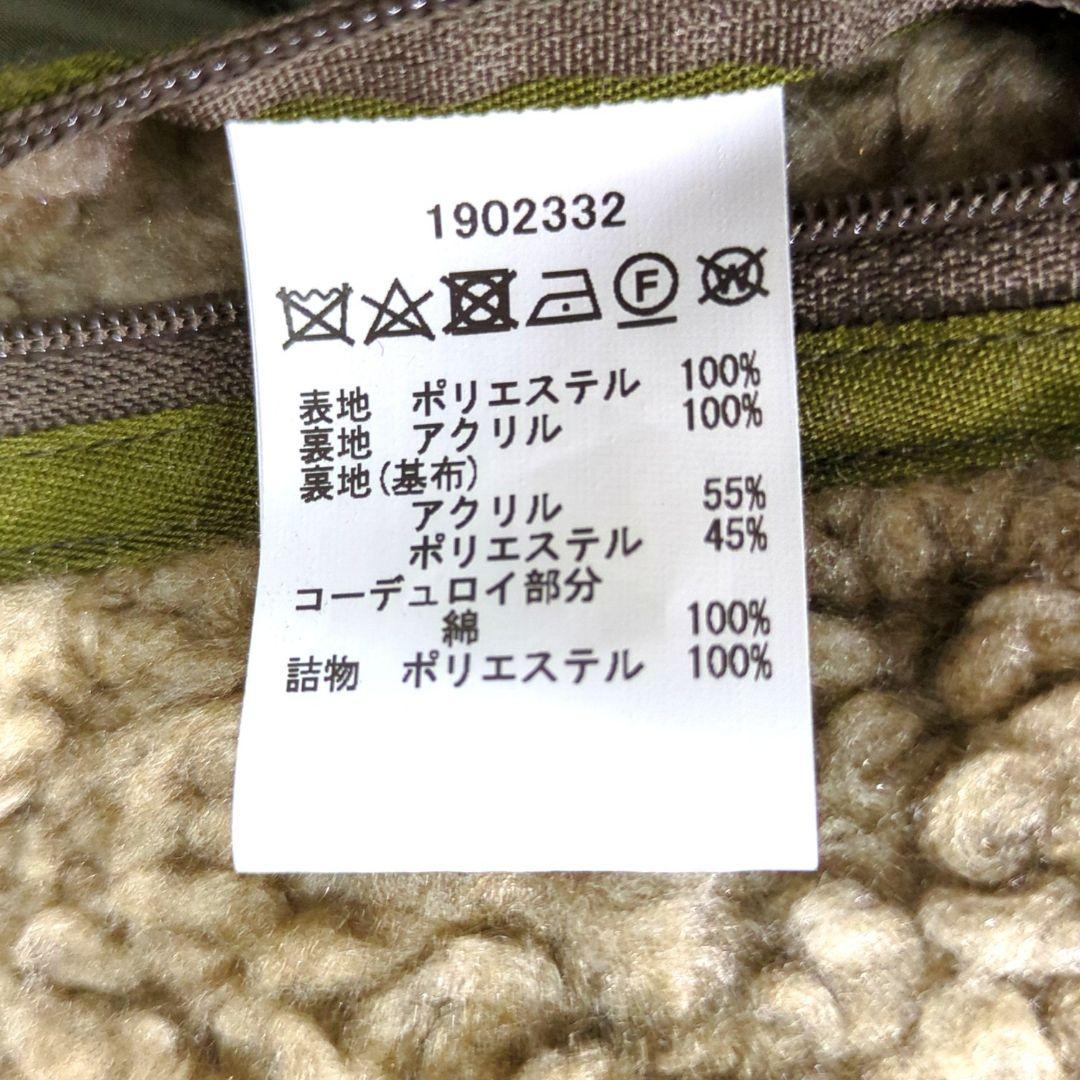 1902332
F W
表地 ポリエステル 100%
裏地 アクリル 100%
裏地(基布)
アクリル 55%
ポリエステル 45%
コーデュロイ部分
綿 100%
詰物 ポリエステル 100%